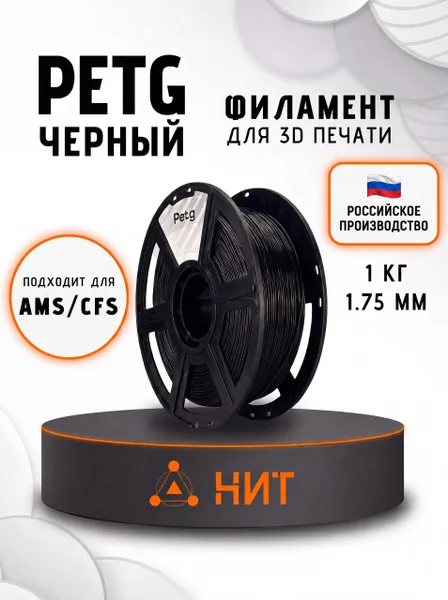 PETG
ЧЕРНЫЙ
ФИЛАМЕНТ
ДЛЯ 3D ПЕЧАТИ
РОССИЙСКОЕ
ПРОИЗВОДСТВО
Petg
ПОДХОДИТ ДЛЯ
AMS/CFS
1 КГ
1.75 ММ
НИТ